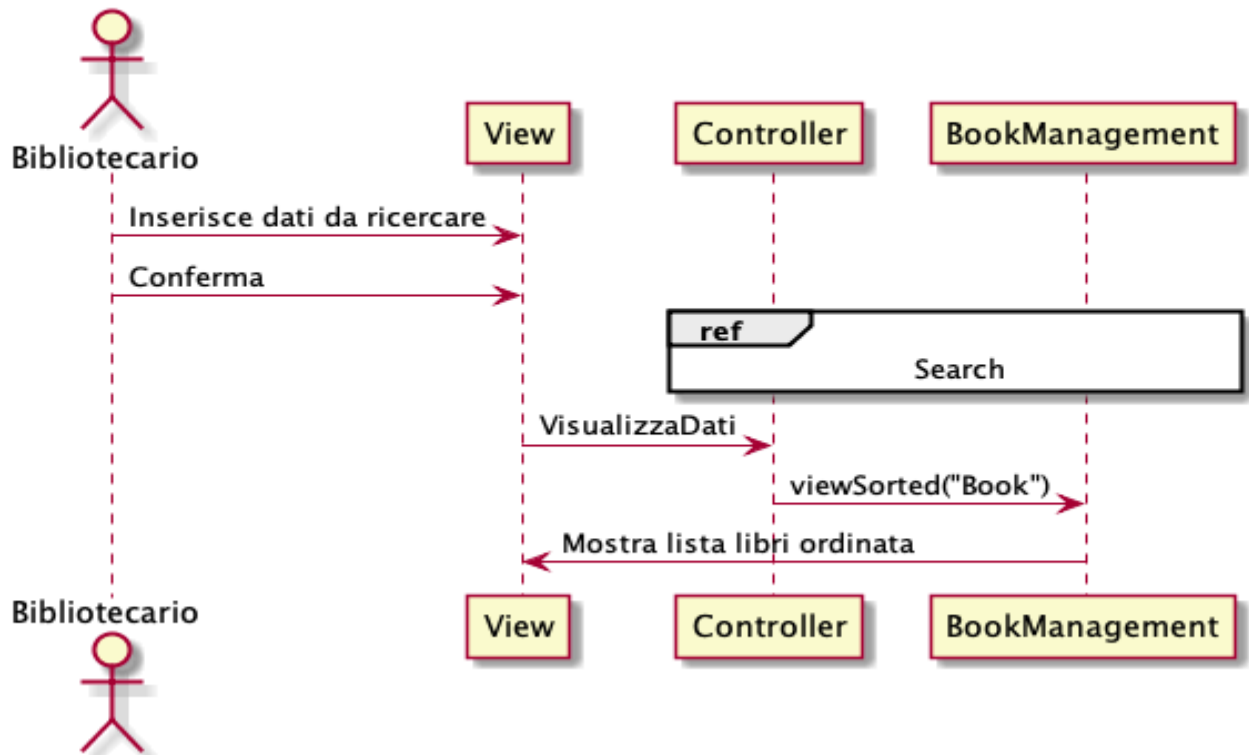 Bibliotecario
View
Controller
BookManagement
Inserisce dati da ricercare
Conferma
ref
Search
VisualizzaDati
viewSorted("Book")
Mostra lista libri ordinata
Bibliotecario
View
Controller
BookManagement